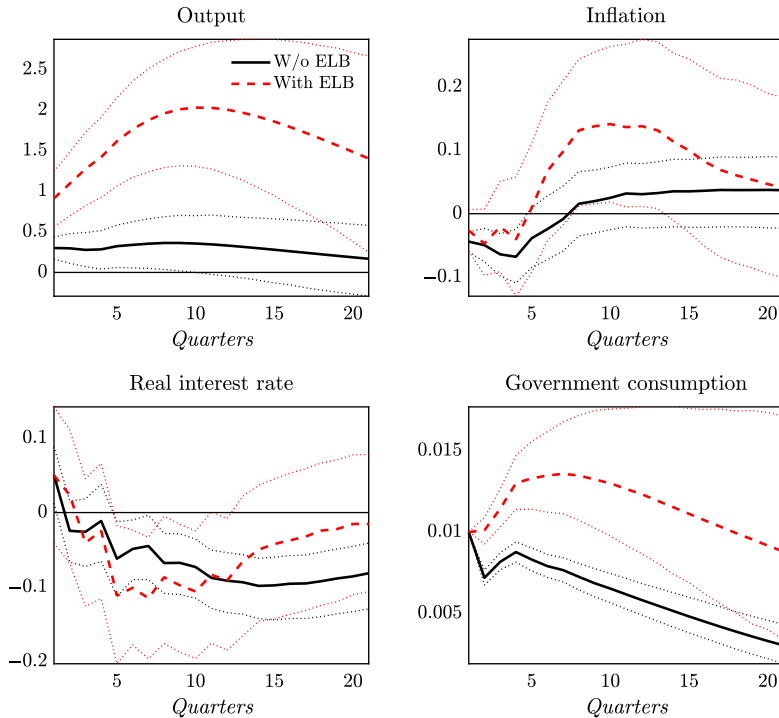 Output
2.5
2
1.5
1
0.5
0
W/o ELB
With ELB
5 10 15 20
Quarters
Inflation
0.2
0.1
0
−0.1
5 10 15 20
Quarters
Real interest rate
0.1
0
−0.1
−0.2
5 10 15 20
Quarters
Government consumption
0.015
0.010
0.005
5 10 15 20
Quarters